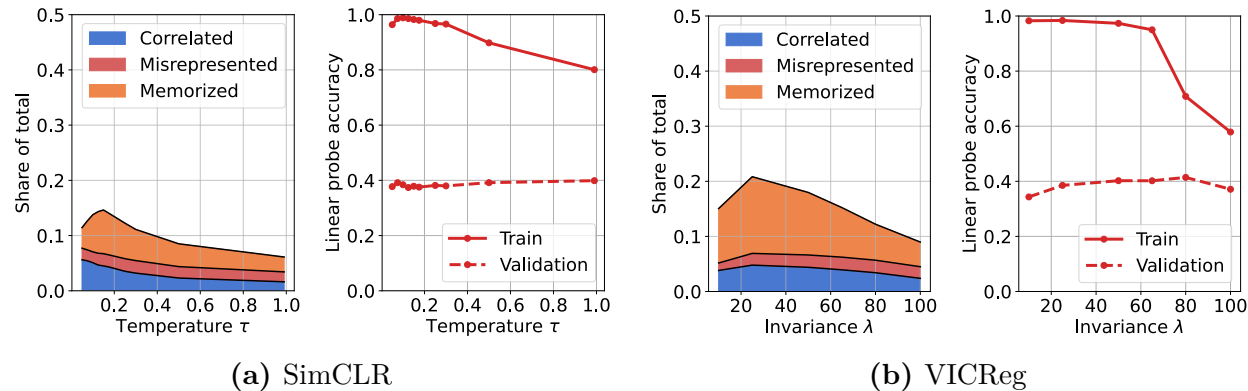 Share of total
0.5
0.4
0.3
0.2
0.1
0.0
Correlated
Misrepresented
Memorized
0.2 0.4 0.6 0.8 1.0
Temperature τ
Linear probe accuracy
1.0
0.8
0.6
0.4
0.2
0.0
Train
Validation
0.2 0.4 0.6 0.8 1.0
Temperature τ
(a) SimCLR
Share of total
0.5
0.4
0.3
0.2
0.1
0.0
Correlated
Misrepresented
Memorized
20 40 60 80 100
Invariance λ
Linear probe accuracy
1.0
0.8
0.6
0.4
0.2
0.0
Train
Validation
20 40 60 80 100
Invariance λ
(b) VICReg